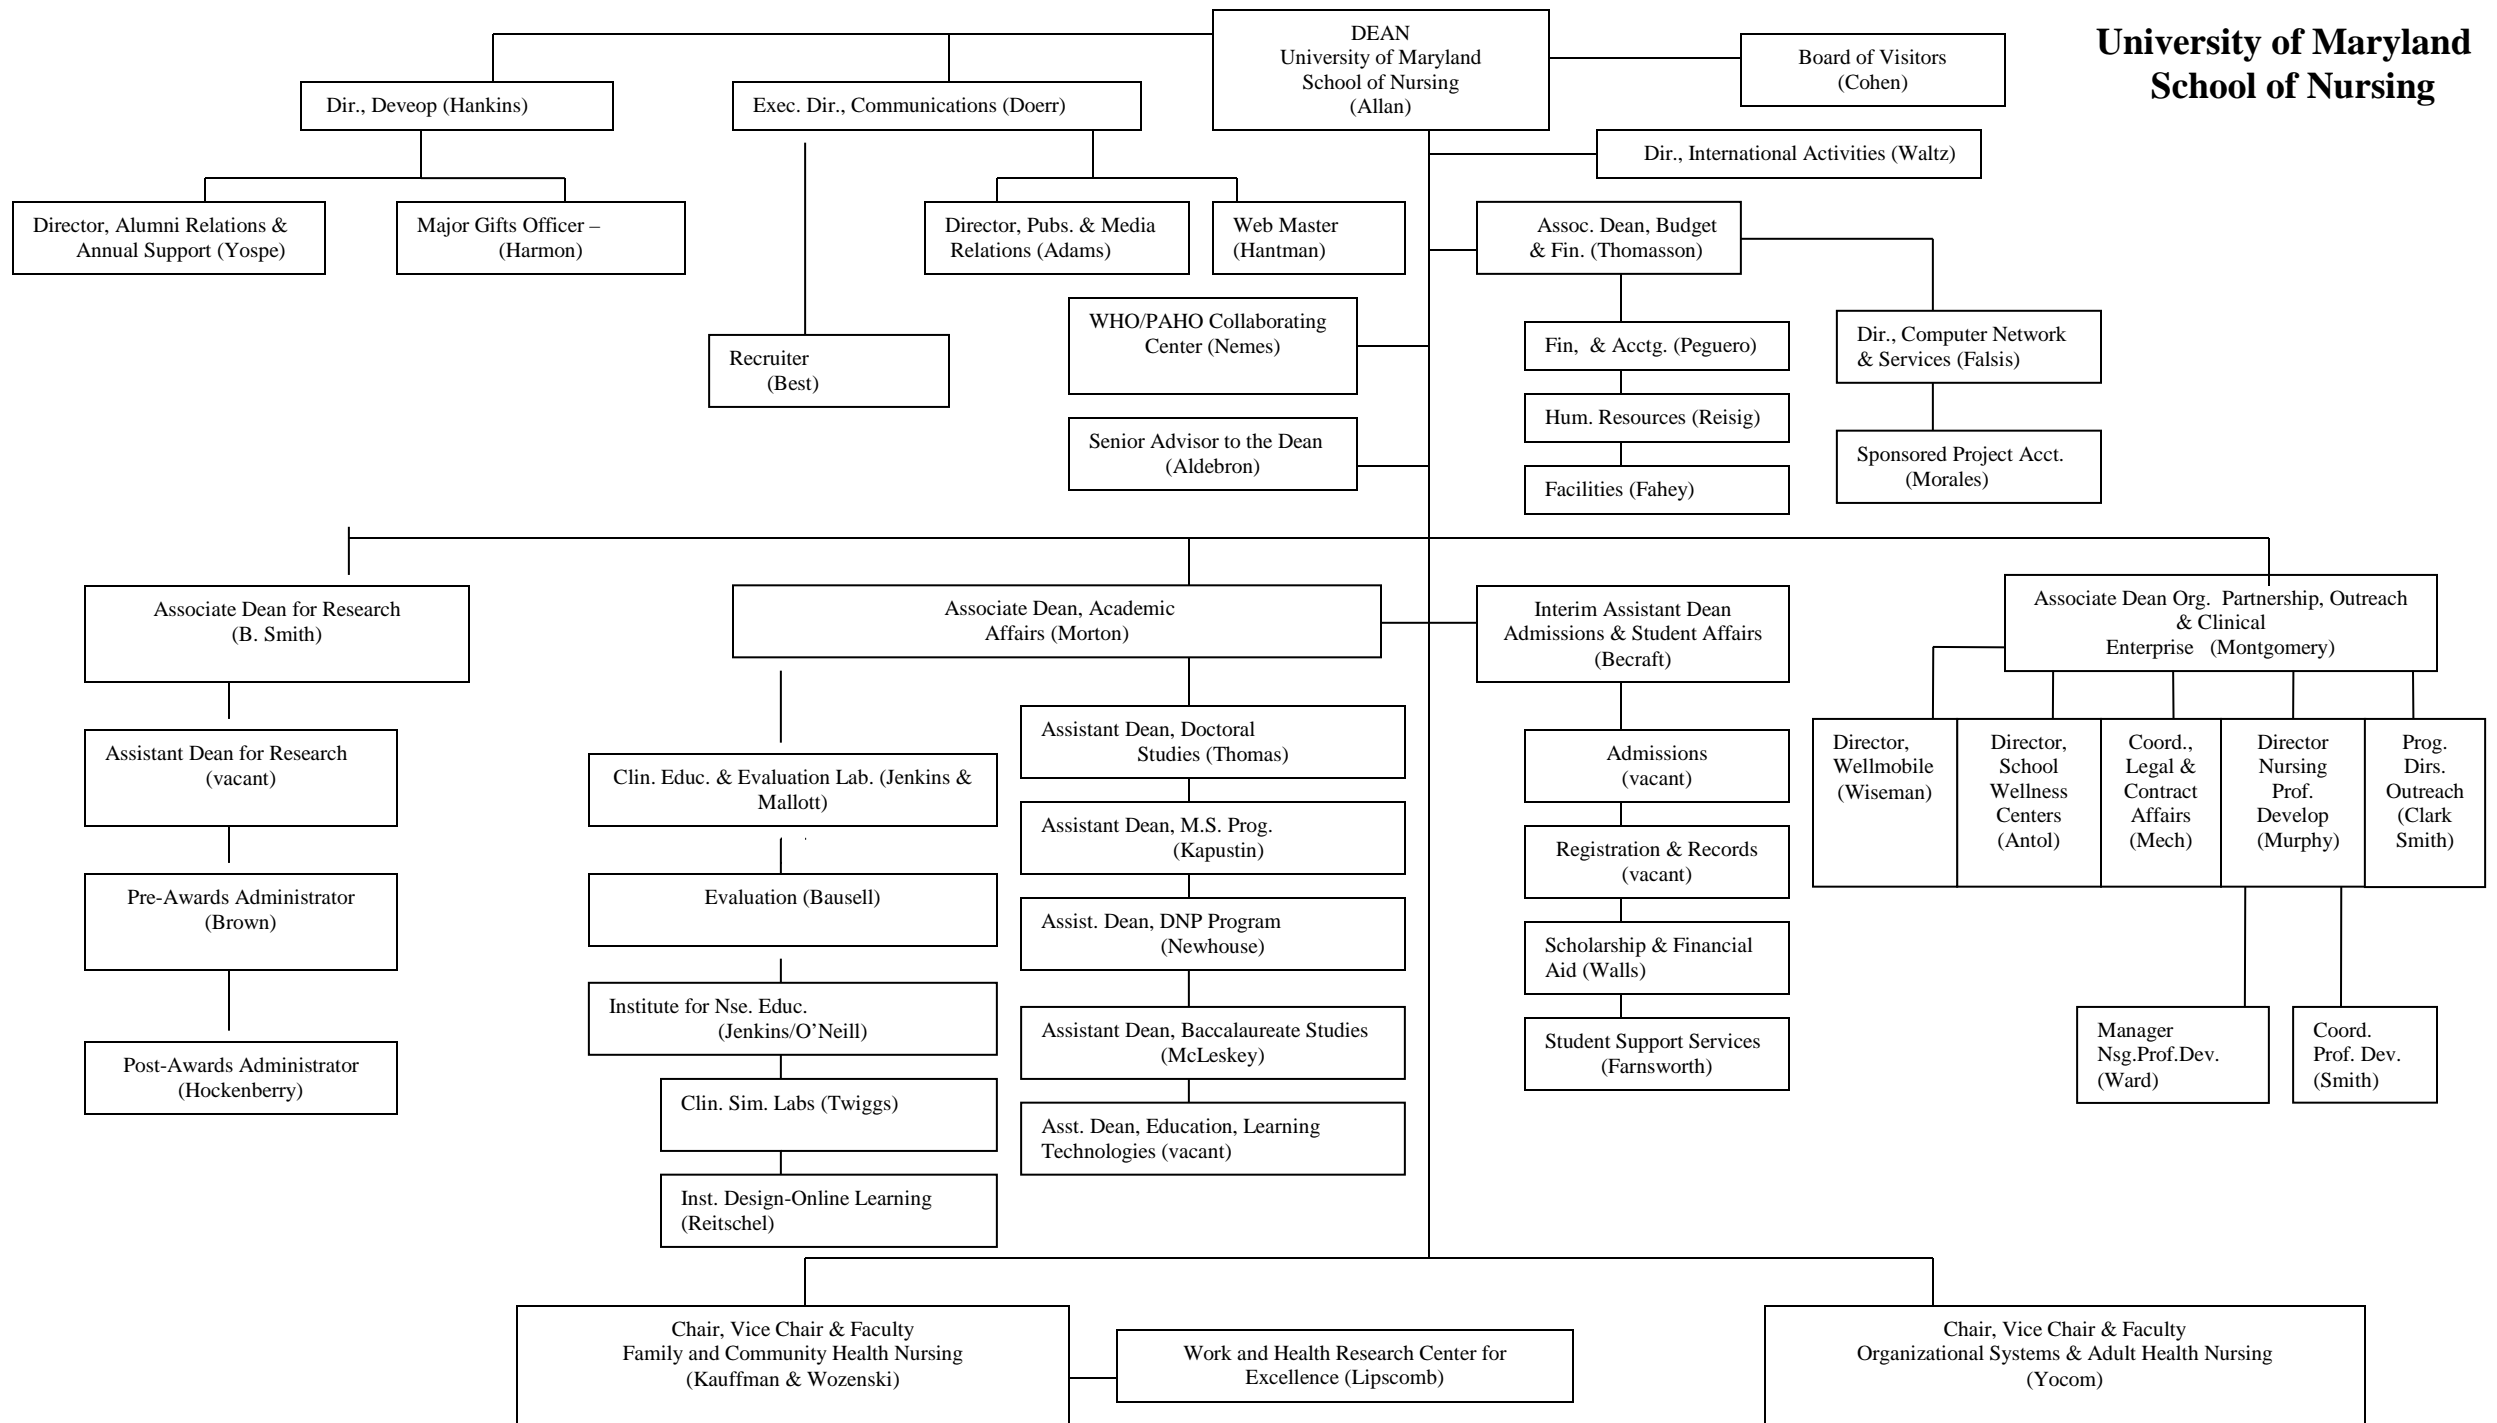 University of Maryland
School of Nursing
DEAN
University of Maryland
School of Nursing
(Allan)
Board of Visitors
(Cohen)
Dir., Deveop (Hankins)
Exec. Dir., Communications (Doerr)
Dir., International Activities (Waltz)
Director, Alumni Relations &
Annual Support (Yospe)
Major Gifts Officer –
(Harmon)
Director, Pubs. & Media
Relations (Adams)
Web Master
(Hantman)
Assoc. Dean, Budget
& Fin. (Thomasson)
WHO/PAHO Collaborating
Center (Nemes)
Recruiter
(Best)
Fin, & Acctg. (Peguero)
Dir., Computer Network
& Services (Falsis)
Hum. Resources (Reisig)
Senior Advisor to the Dean
(Aldebron)
Sponsored Project Acct.
(Morales)
Facilities (Fahey)
Associate Dean for Research
(B. Smith)
Associate Dean, Academic
Affairs (Morton)
Interim Assistant Dean
Admissions & Student Affairs
(Becraft)
Associate Dean Org. Partnership, Outreach
& Clinical
Enterprise (Montgomery)
Assistant Dean for Research
(vacant)
Pre-Awards Administrator
(Brown)
Post-Awards Administrator
(Hockenberry)
Clin. Educ. & Evaluation Lab. (Jenkins &
Mallott)
Evaluation (Bausell)
Institute for Nse. Educ.
(Jenkins/O’Neill)
Clin. Sim. Labs (Twiggs)
Inst. Design-Online Learning
(Reitschel)
Assistant Dean, Doctoral
Studies (Thomas)
Assistant Dean, M.S. Prog.
(Kapustin)
Assist. Dean, DNP Program
(Newhouse)
Assistant Dean, Baccalaureate Studies
(McLeskey)
Asst. Dean, Education, Learning
Technologies (vacant)
Admissions
(vacant)
Registration & Records
(vacant)
Scholarship & Financial
Aid (Walls)
Student Support Services
(Farnsworth)
Director,
Wellmobile
(Wiseman)
Director,
School
Wellness
Centers
(Antol)
Coord.,
Legal &
Contract
Affairs
(Mech)
Director
Nursing
Prof.
Develop
(Murphy)
Prog.
Dirs.
Outreach
(Clark
Smith)
Manager
Nsg.Prof.Dev.
(Ward)
Coord.
Prof. Dev.
(Smith)
Chair, Vice Chair & Faculty
Family and Community Health Nursing
(Kauffman & Wozenski)
Work and Health Research Center for
Excellence (Lipscomb)
Chair, Vice Chair & Faculty
Organizational Systems & Adult Health Nursing
(Yocom)